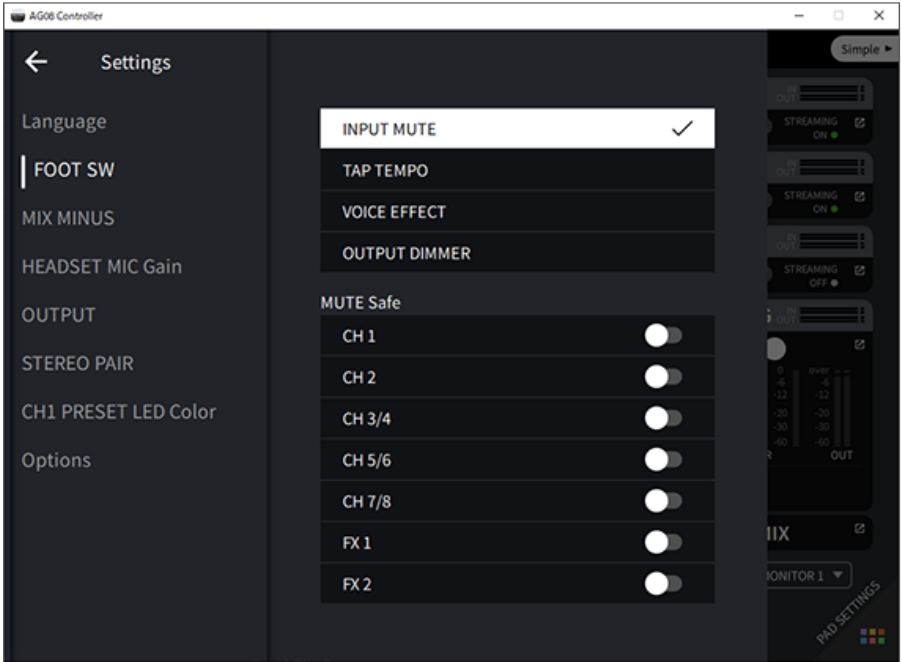 AG08 Controller
Settings
Simple
Language
FOOT SW
MIX MINUS
HEADSET MIC Gain
OUTPUT
STEREO PAIR
CH1 PRESET LED Color
Options
INPUT MUTE
TAP TEMPO
VOICE EFFECT
OUTPUT DIMMER
MUTE Safe
CH 1
CH 2
CH 3/4
CH 5/6
CH 7/8
FX 1
FX 2
IN
OUT
STREAMING
ON
IN
OUT
STREAMING
ON
IN
OUT
STREAMING
OFF
IN
OUT
0 over
-6 -6
-12 -12
-20 -20
-30 -30
-60 -60
OUT
PAD SETTINGS